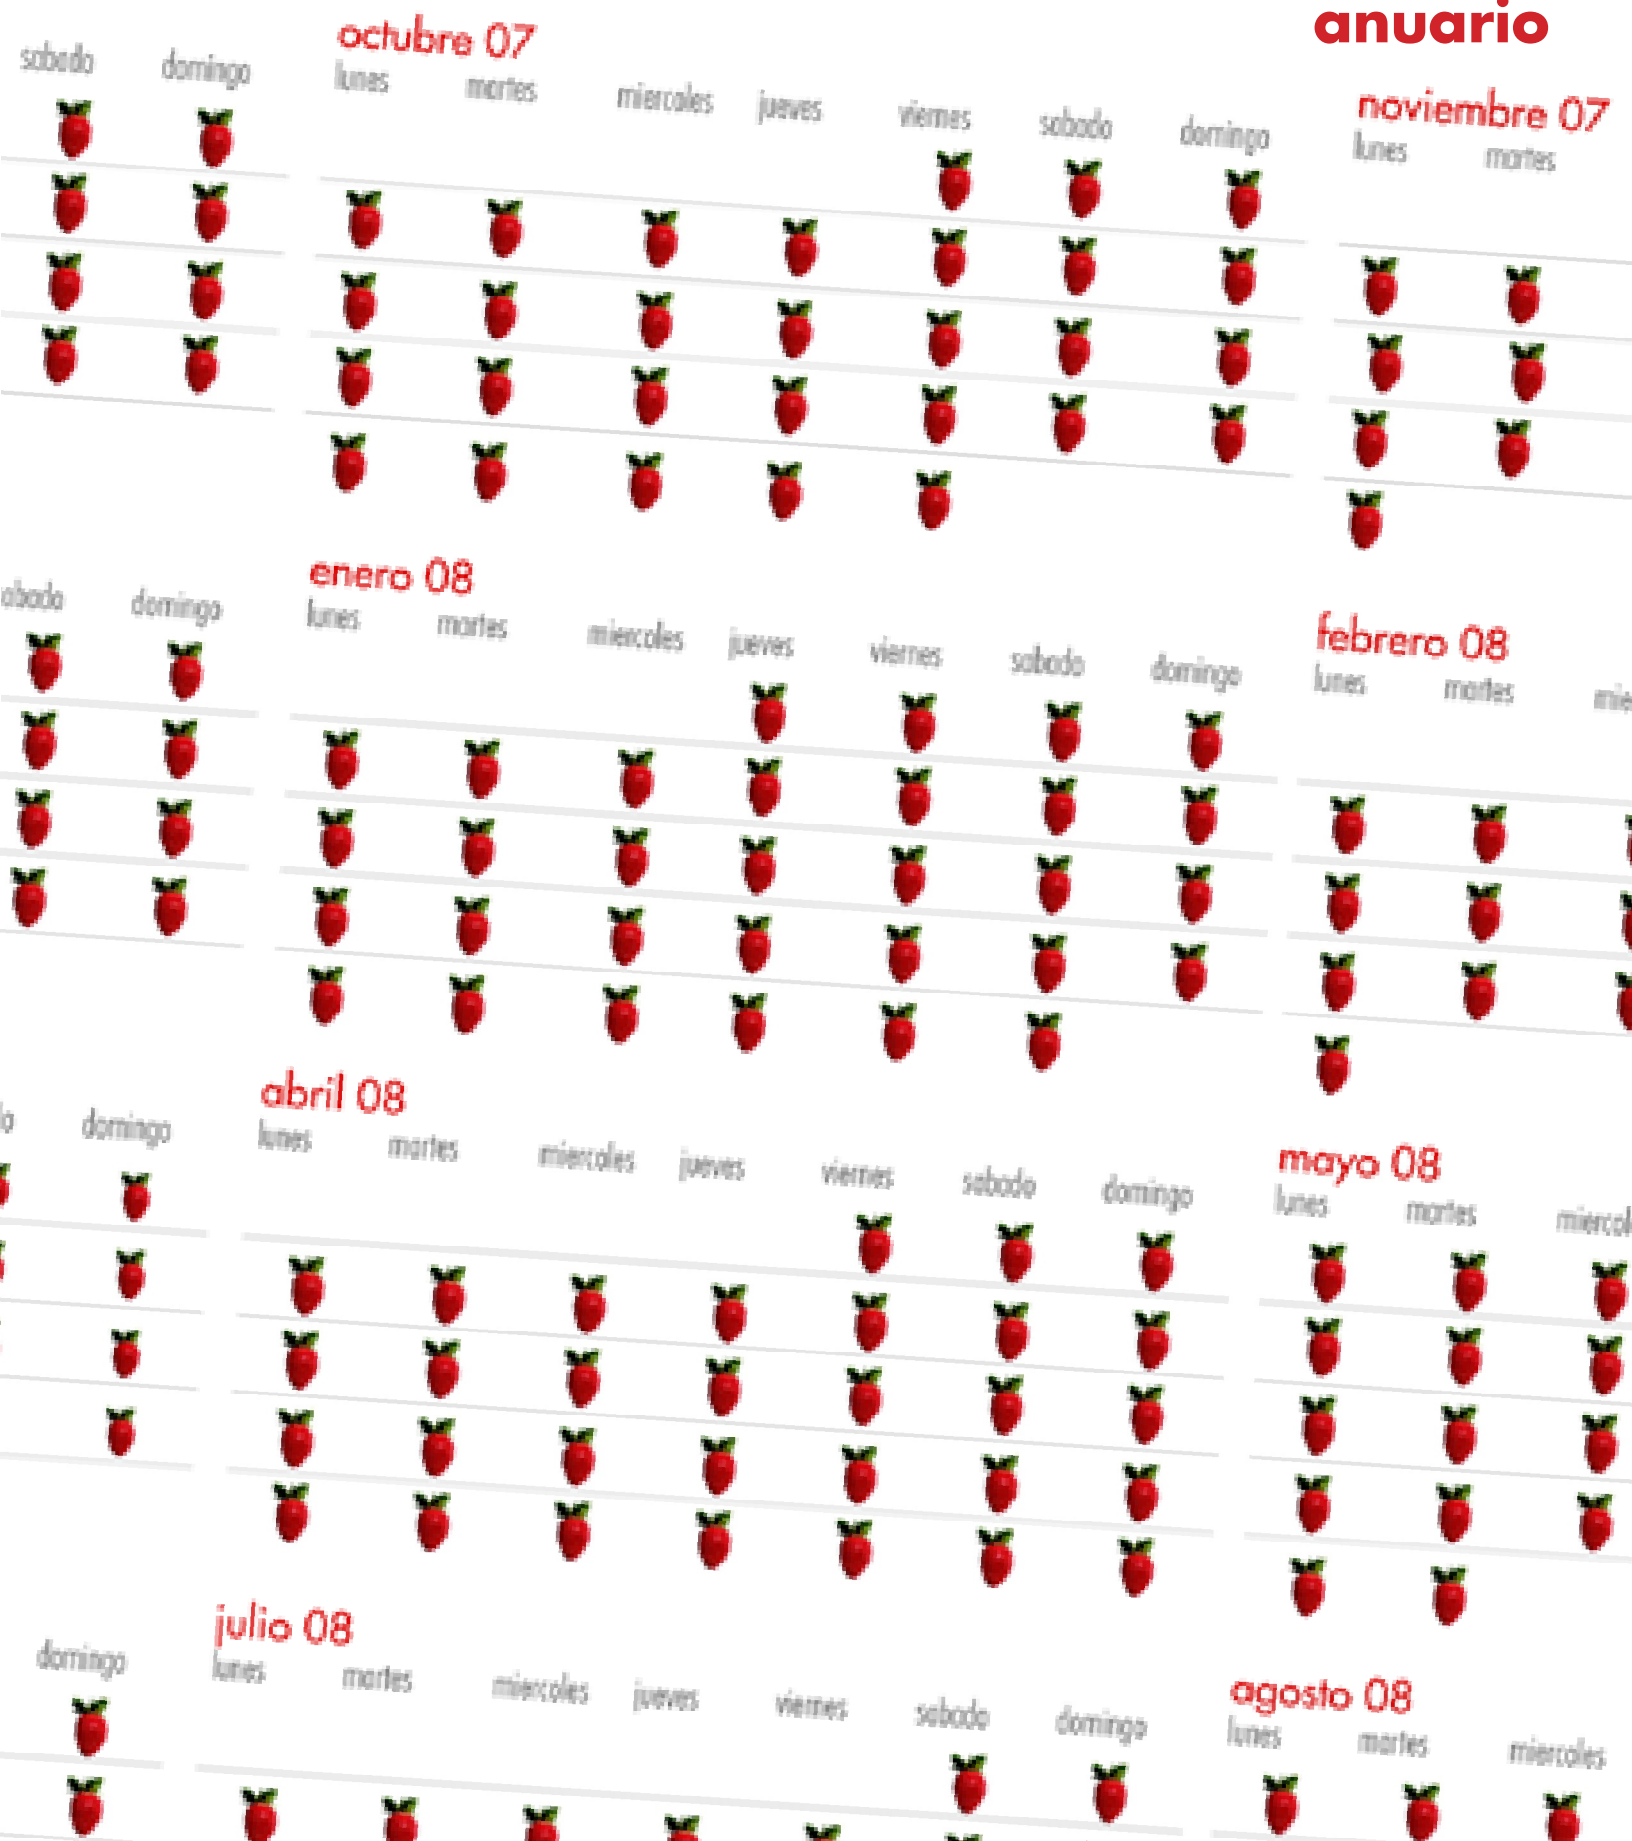 anuario
octubre 07
sabado domingo lunes martes miercoles jueves viernes sabado domingo
noviembre 07
lunes martes
enero 08
domingo lunes martes miercoles jueves viernes sabado domingo
febrero 08
lunes martes
abril 08
domingo lunes martes miercoles jueves viernes sabado domingo
mayo 08
lunes martes
julio 08
domingo lunes martes miercoles jueves viernes sabado domingo
agosto 08
lunes martes miercoles